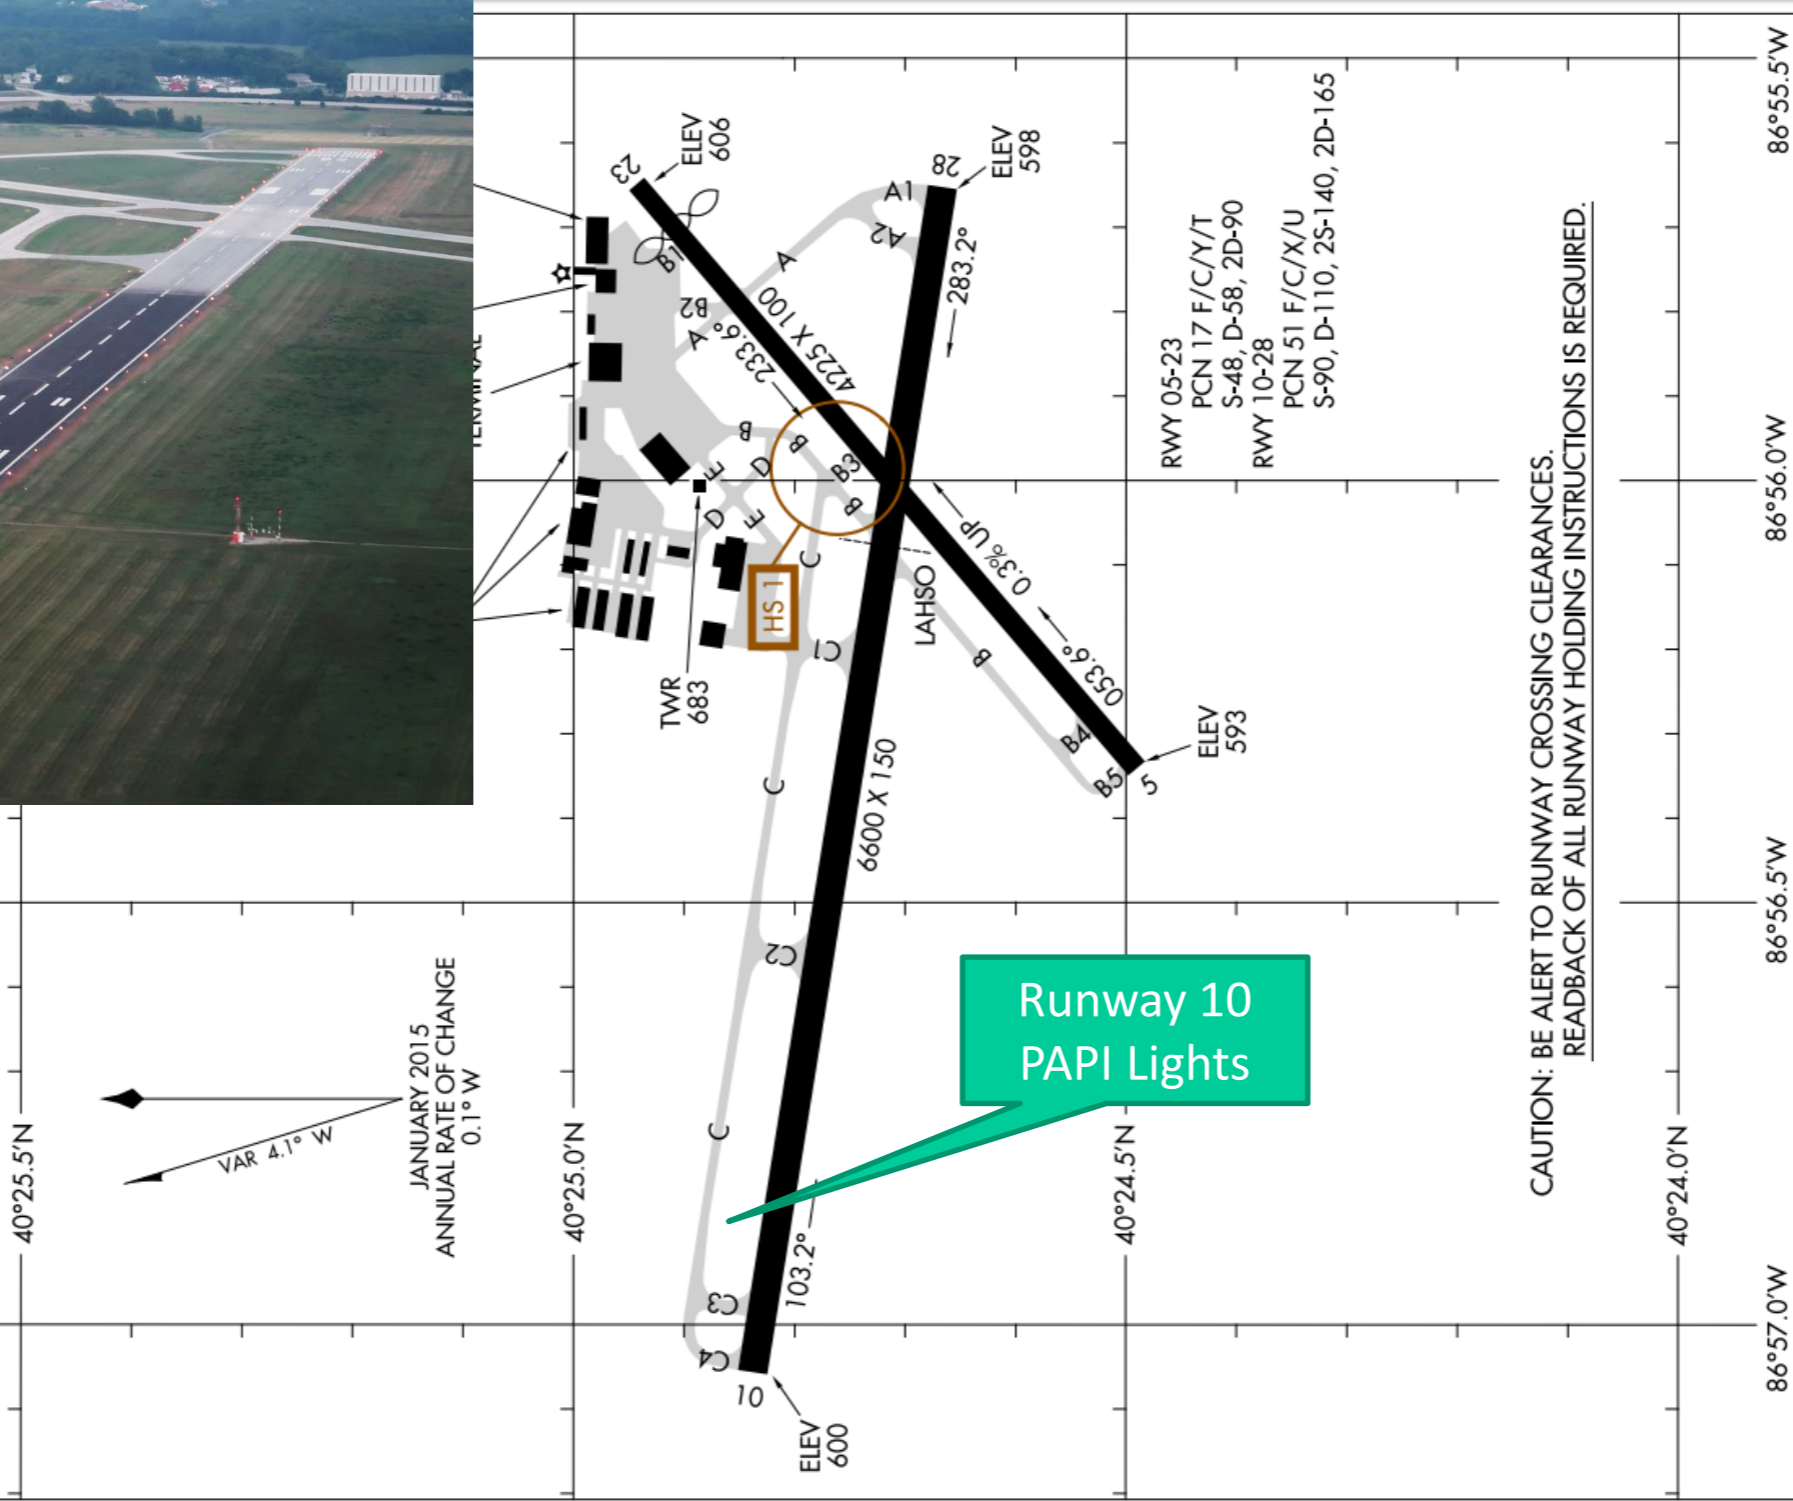 23
ELEV
606
28
ELEV
598
A1
A2
A
B1
B2
A
4225 X 100
233.6°
283.2°
RWY 05-23
PCN 17 F/C/Y/T
S-48, D-58, 2D-90
RWY 10-28
PCN 51 F/C/X/U
S-90, D-110, 2S-140, 2D-165
TERMINAL
B
B
B3
B
E
D
D
E
C
HS 1
C1
LAHSO
0.3% UP
053.6°
B
B4
B5
5
ELEV
593
TWR
683
C
6600 X 150
C2
C
Runway 10
PAPI Lights
103.2°
C3
C4
10
ELEV
600
VAR 4.1° W
JANUARY 2015
ANNUAL RATE OF CHANGE
0.1° W
CAUTION: BE ALERT TO RUNWAY CROSSING CLEARANCES.
READBACK OF ALL RUNWAY HOLDING INSTRUCTIONS IS REQUIRED.
40°25.5'N
40°25.0'N
40°24.5'N
40°24.0'N
86°55.5'W
86°56.0'W
86°56.5'W
86°57.0'W